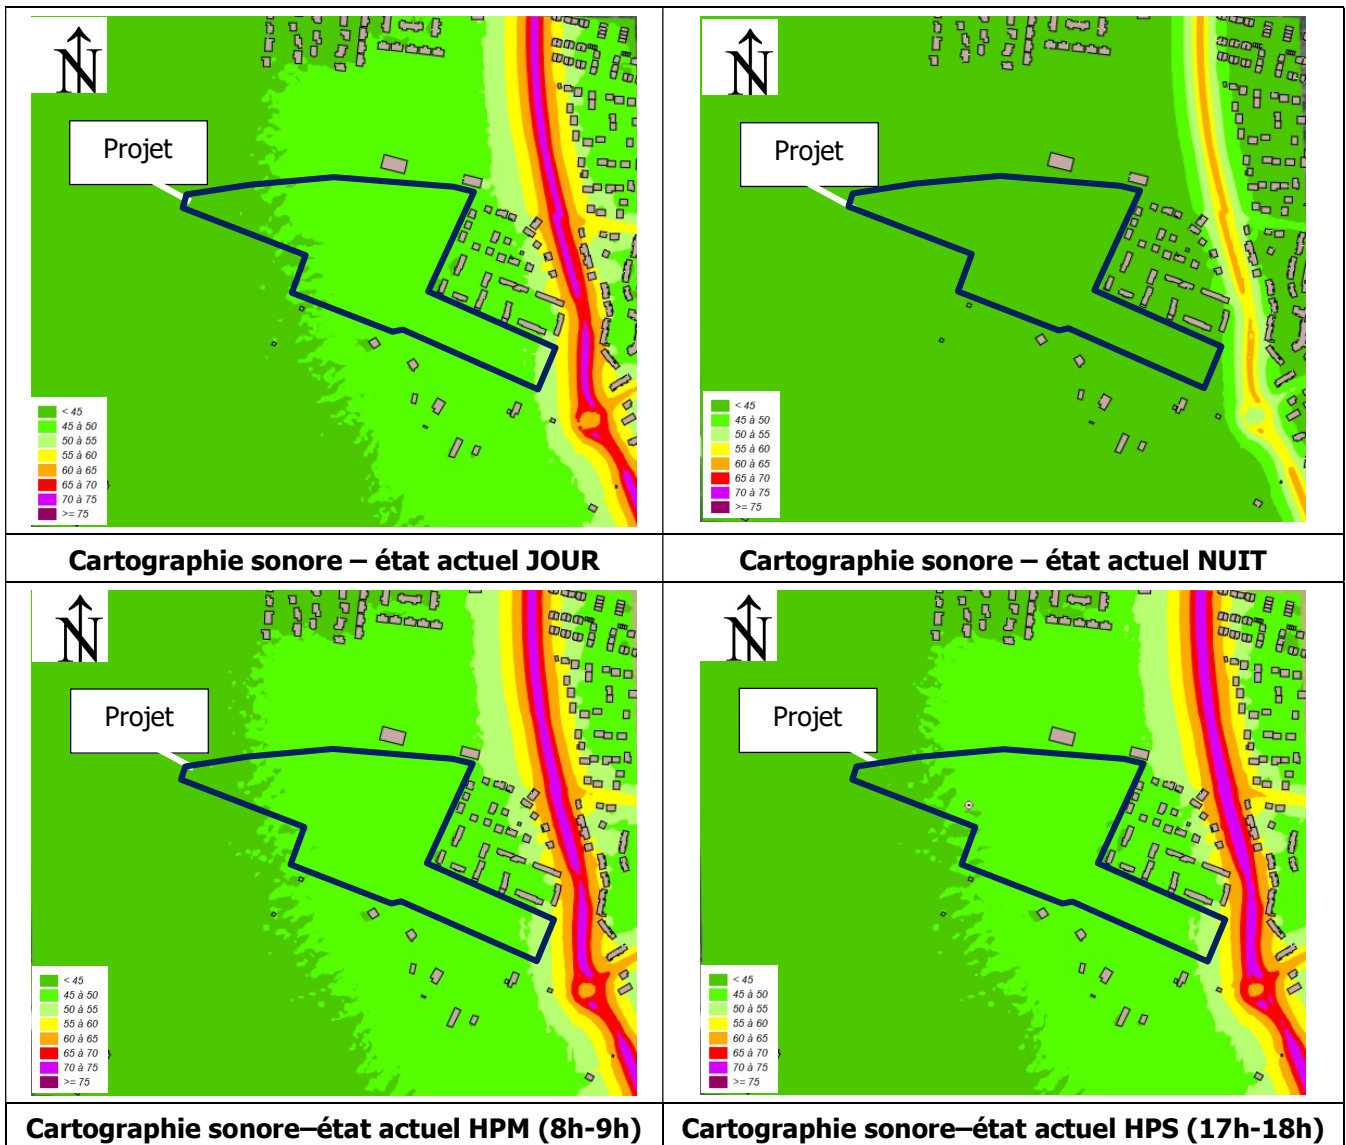 N
Projet
< 45
45 à 50
50 à 55
55 à 60
60 à 65
65 à 70
70 à 75
>= 75
N
Projet
< 45
45 à 50
50 à 55
55 à 60
60 à 65
65 à 70
70 à 75
>= 75
Cartographie sonore – état actuel JOUR
Cartographie sonore – état actuel NUIT
N
Projet
< 45
45 à 50
50 à 55
55 à 60
60 à 65
65 à 70
70 à 75
>= 75
N
Projet
< 45
45 à 50
50 à 55
55 à 60
60 à 65
65 à 70
70 à 75
>= 75
Cartographie sonore–état actuel HPM (8h-9h)
Cartographie sonore–état actuel HPS (17h-18h)